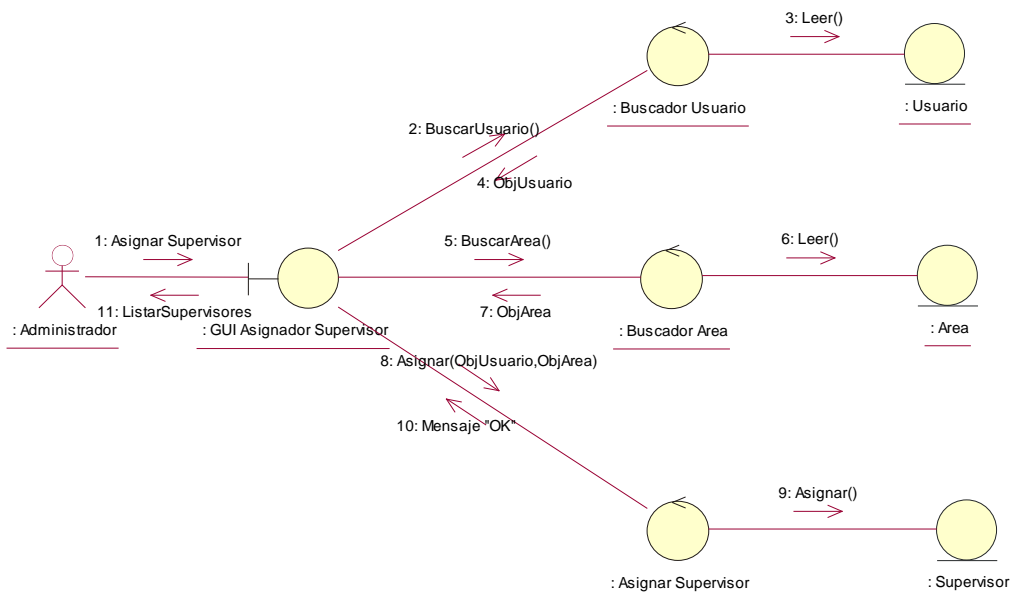 3: Leer()
: Buscador Usuario
: Usuario
2: BuscarUsuario()
4: ObjUsuario
1: Asignar Supervisor
5: BuscarArea()
6: Leer()
11: ListarSupervisores
7: ObjArea
: Administrador
: GUI Asignador Supervisor
: Buscador Area
: Area
8: Asignar(ObjUsuario,ObjArea)
10: Mensaje "OK"
9: Asignar()
: Asignar Supervisor
: Supervisor